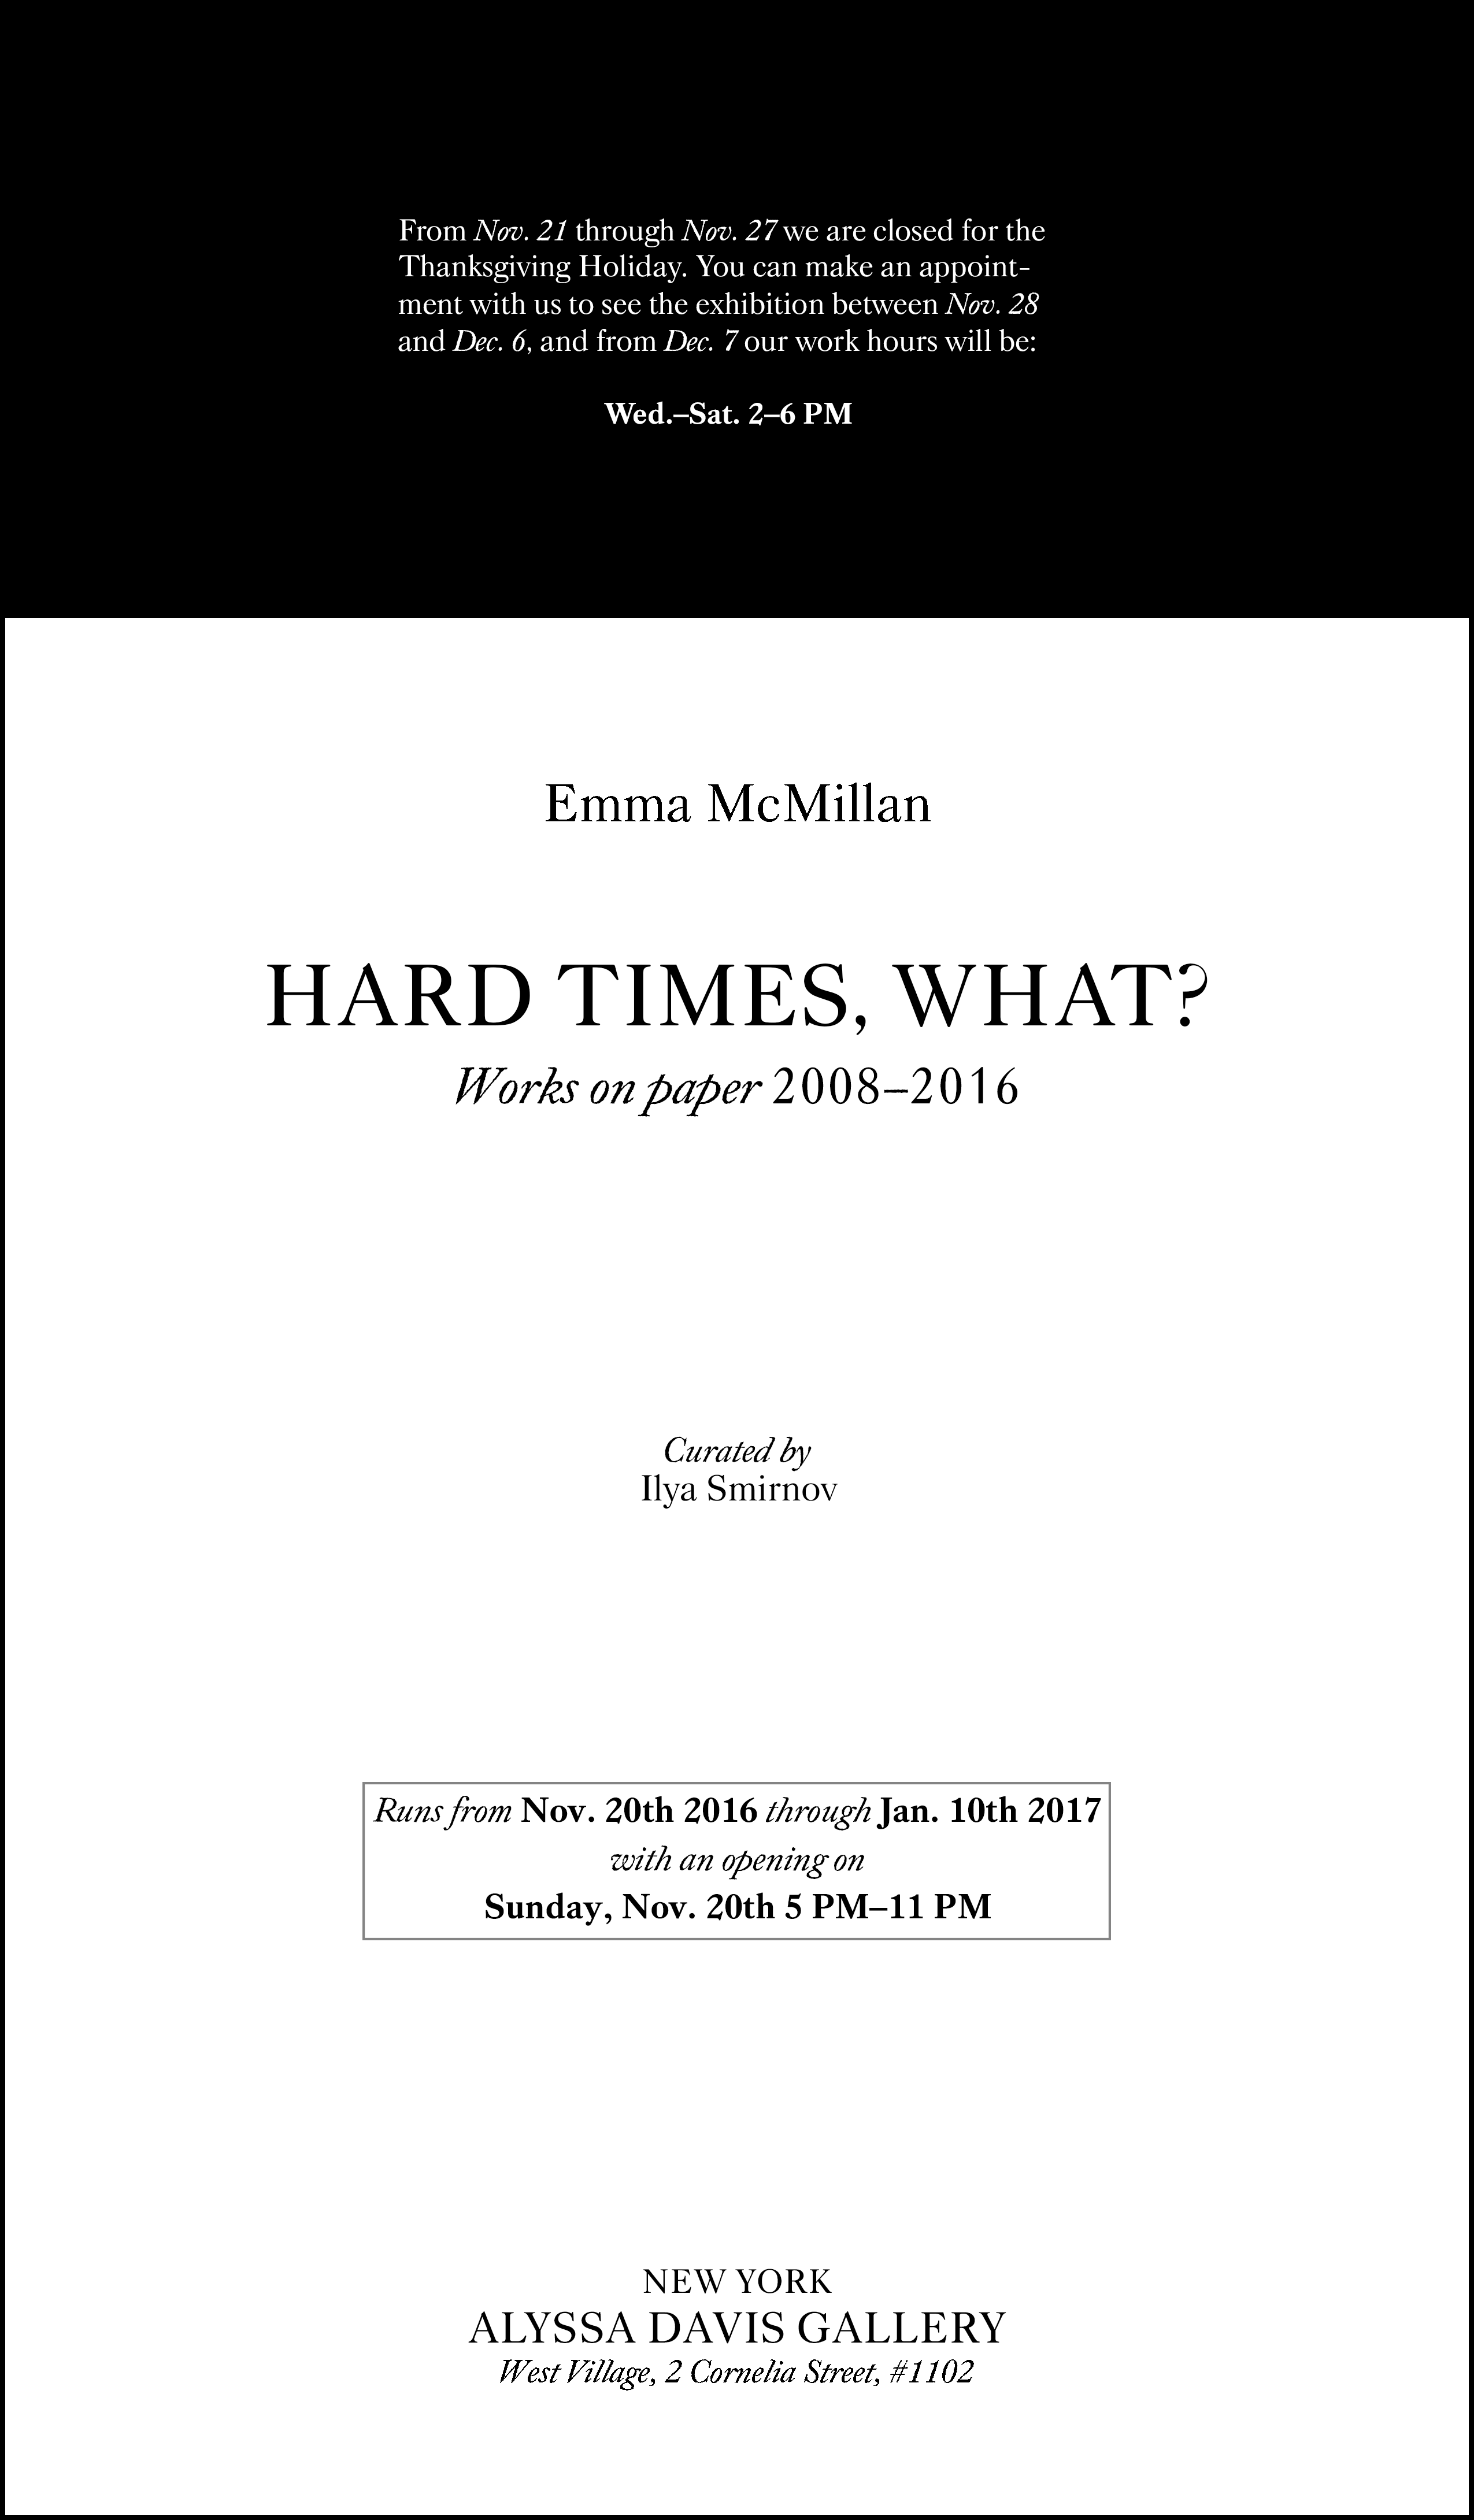 From Nov. 21 through Nov. 27 we are closed for the
Thanksgiving Holiday. You can make an appoint-
ment with us to see the exhibition between Nov. 28
and Dec. 6, and from Dec. 7 our work hours will be:
Wed.–Sat. 2–6 PM
Emma McMillan
HARD TIMES, WHAT?
Works on paper 2008–2016
Curated by
Ilya Smirnov
Runs from Nov. 20th 2016 through Jan. 10th 2017
with an opening on
Sunday, Nov. 20th 5 PM–11 PM
NEW YORK
ALYSSA DAVIS GALLERY
West Village, 2 Cornelia Street, #1102